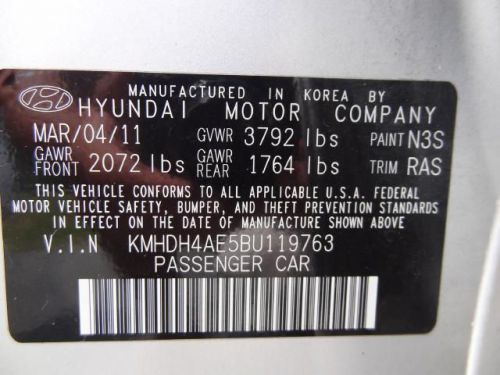 MANUFACTURED IN KOREA BY
HYUNDAI MOTOR COMPANY
MAR/04/11 GVWR 3792 lbs PAINT N3S
GAWR FRONT 2072 lbs GAWR REAR 1764 lbs TRIM RAS
THIS VEHICLE CONFORMS TO ALL APPLICABLE U.S.A. FEDERAL
MOTOR VEHICLE SAFETY, BUMPER, AND THEFT PREVENTION STANDARDS
IN EFFECT ON THE DATE OF MANUFACTURE SHOWN ABOVE
V.I.N KMHDH4AE5BU119763
PASSENGER CAR